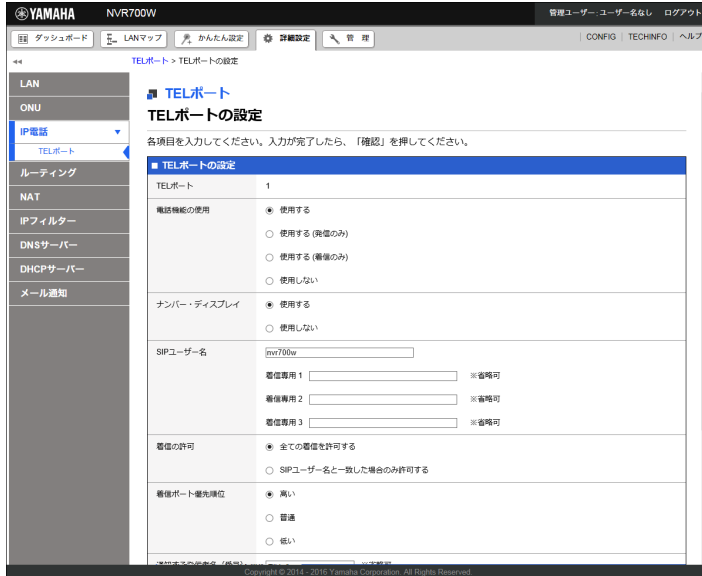 YAMAHA NVR700W 管理ユーザー:ユーザー名なし ログアウト
ダッシュボード LANマップ かんたん設定 詳細設定 管 理 CONFIG TECHINFO ヘルプ
TELポート > TELポートの設定
LAN
ONU
IP電話
TELポート
ルーティング
NAT
IPフィルター
DNSサーバー
DHCPサーバー
メール通知
TELポート
TELポートの設定
各項目を入力してください。入力が完了したら、「確認」を押してください。
■ TELポートの設定
TELポート 1
電話機能の使用 使用する
使用する (発信のみ)
使用する (着信のみ)
使用しない
ナンバー・ディスプレイ 使用する
使用しない
SIPユーザー名 nvr700w
着信専用 1 ※省略可
着信専用 2 ※省略可
着信専用 3 ※省略可
着信の許可 全ての着信を許可する
SIPユーザー名と一致した場合のみ許可する
着信ポート優先順位 高い
普通
低い
Copyright © 2014 - 2016 Yamaha Corporation. All Rights Reserved.